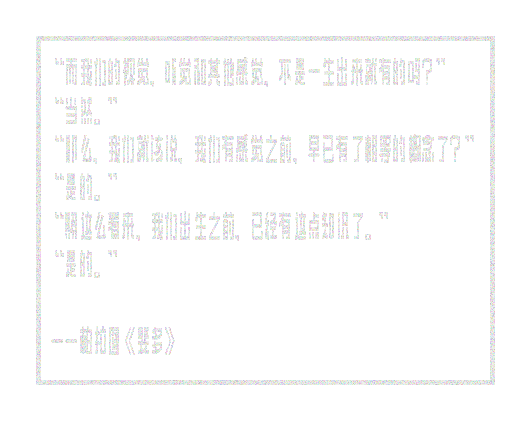 “而我们的视觉，听觉和其他感觉，不是一生出来就有的吗？”
“当然。”
“那么，我们就该说，我们有感觉之前，早已有了相等的概念了？”
“是的。”
“照这么看来，我们出生之前，已经有这点知识了。”
“是的。”
——柏拉图《斐多》